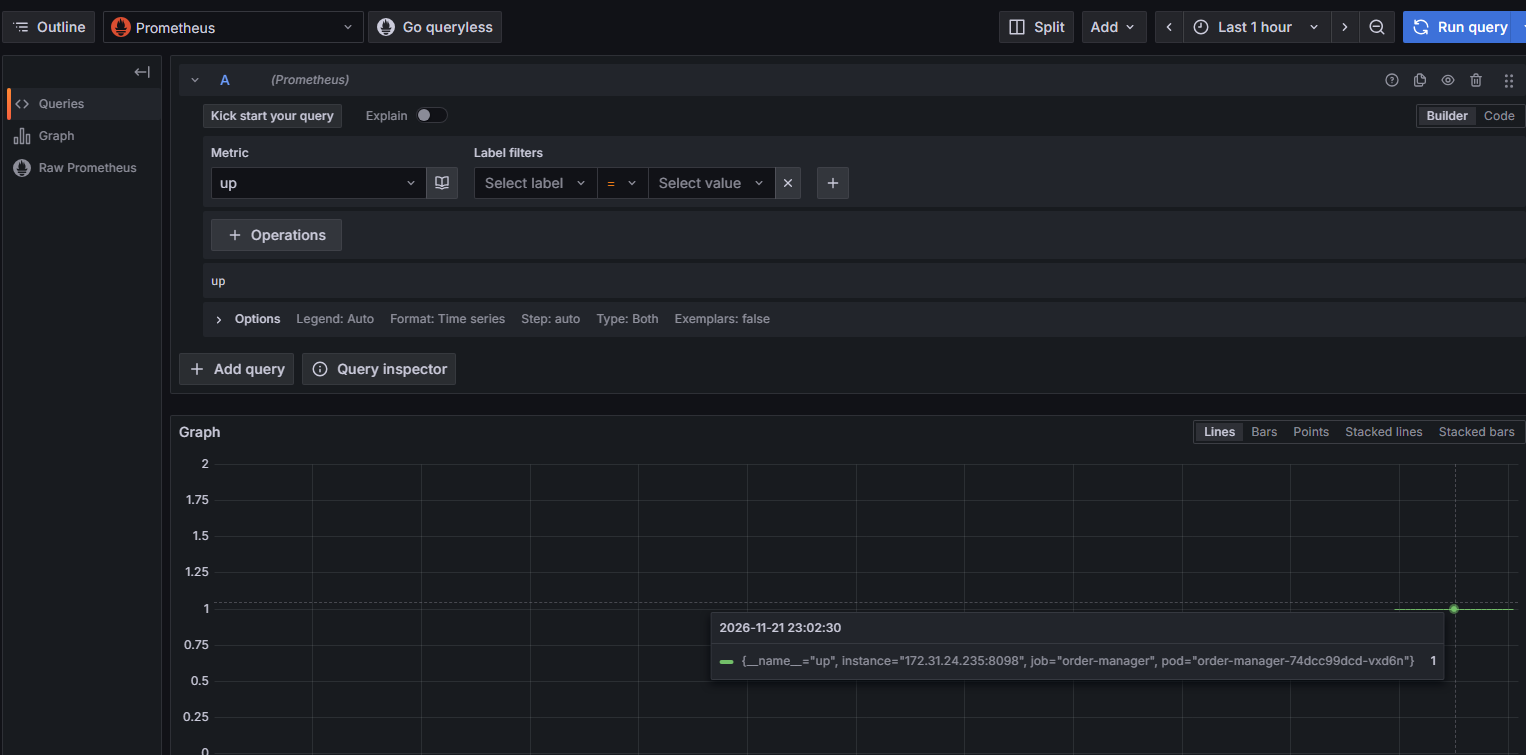 Outline Prometheus Go queryless Split Add Last 1 hour Run query
A (Prometheus)
Queries
Kick start your query Explain Builder Code
Graph
Metric Label filters
Raw Prometheus
up Select label = Select value
+ Operations
up
Options Legend: Auto Format: Time series Step: auto Type: Both Exemplars: false
+ Add query Query inspector
Graph Lines Bars Points Stacked lines Stacked bars
2
1.75
1.5
1.25
1
2026-11-21 23:02:30
0.75
{__name__="up", instance="172.31.24.235:8098", job="order-manager", pod="order-manager-74dcc99dcd-vxd6n"} 1
0.5
0.25
0